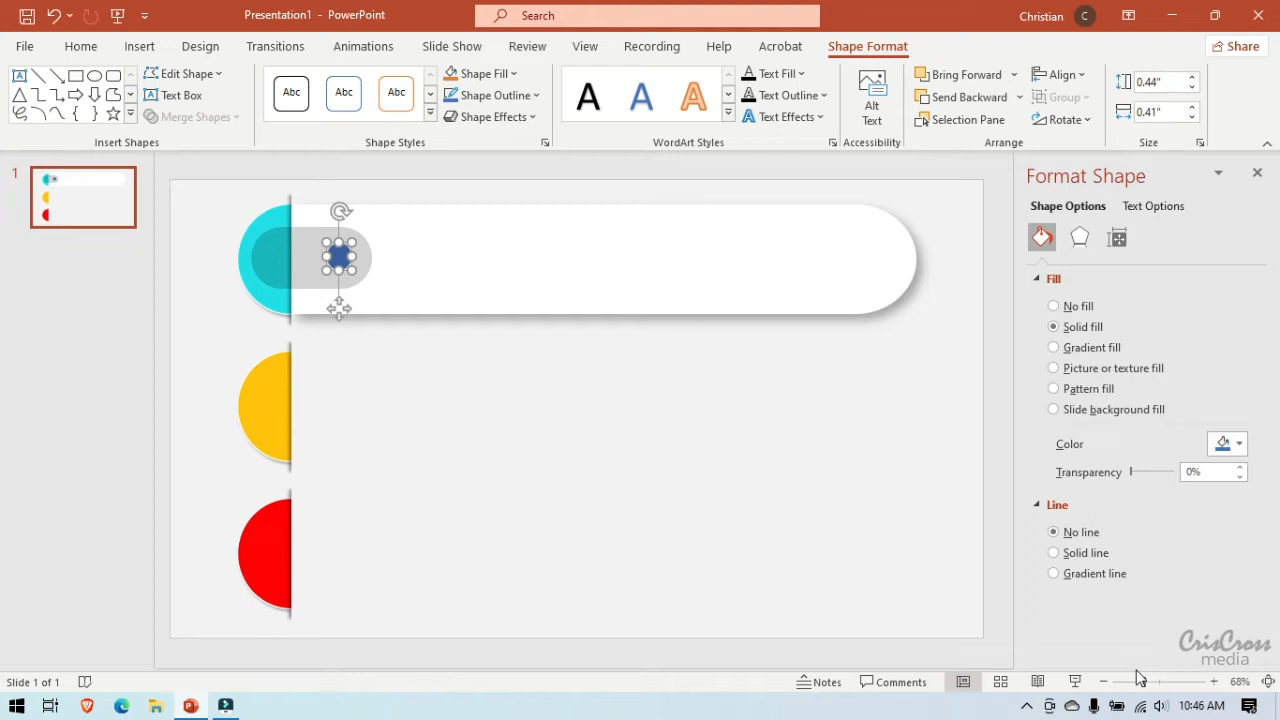 Presentation1 - PowerPoint
Search
Christian
C
File
Home
Insert
Design
Transitions
Animations
Slide Show
Review
View
Recording
Help
Acrobat
Shape Format
Share
Edit Shape
Text Box
Merge Shapes
Insert Shapes
Abc
Abc
Abc
Shape Fill
Shape Outline
Shape Effects
Shape Styles
A
A
A
Text Fill
Text Outline
Text Effects
WordArt Styles
Alt
Text
Accessibility
Bring Forward
Send Backward
Selection Pane
Align
Group
Rotate
Arrange
0.44"
0.41"
Size
1
Format Shape
Shape Options
Text Options
Fill
No fill
Solid fill
Gradient fill
Picture or texture fill
Pattern fill
Slide background fill
Color
Transparency
0%
Line
No line
Solid line
Gradient line
CrisCross
media
Slide 1 of 1
Notes
Comments
68%
10:46 AM